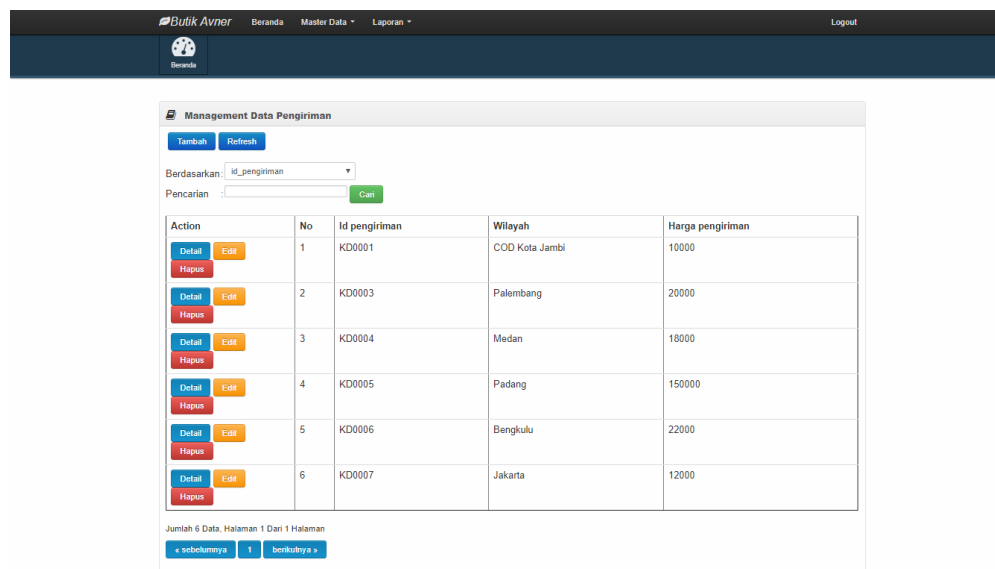 Butik Avner Beranda Master Data Laporan Logout
Beranda
Management Data Pengiriman
Tambah Refresh
Berdasarkan: id_pengiriman
Pencarian : Cari
Action No Id pengiriman Wilayah Harga pengiriman
Detail Edit 1 KD0001 COD Kota Jambi 10000
Hapus
Detail Edit 2 KD0003 Palembang 20000
Hapus
Detail Edit 3 KD0004 Medan 18000
Hapus
Detail Edit 4 KD0005 Padang 150000
Hapus
Detail Edit 5 KD0006 Bengkulu 22000
Hapus
Detail Edit 6 KD0007 Jakarta 12000
Hapus
Jumlah 6 Data, Halaman 1 Dari 1 Halaman
« sebelumnya 1 berikutnya »